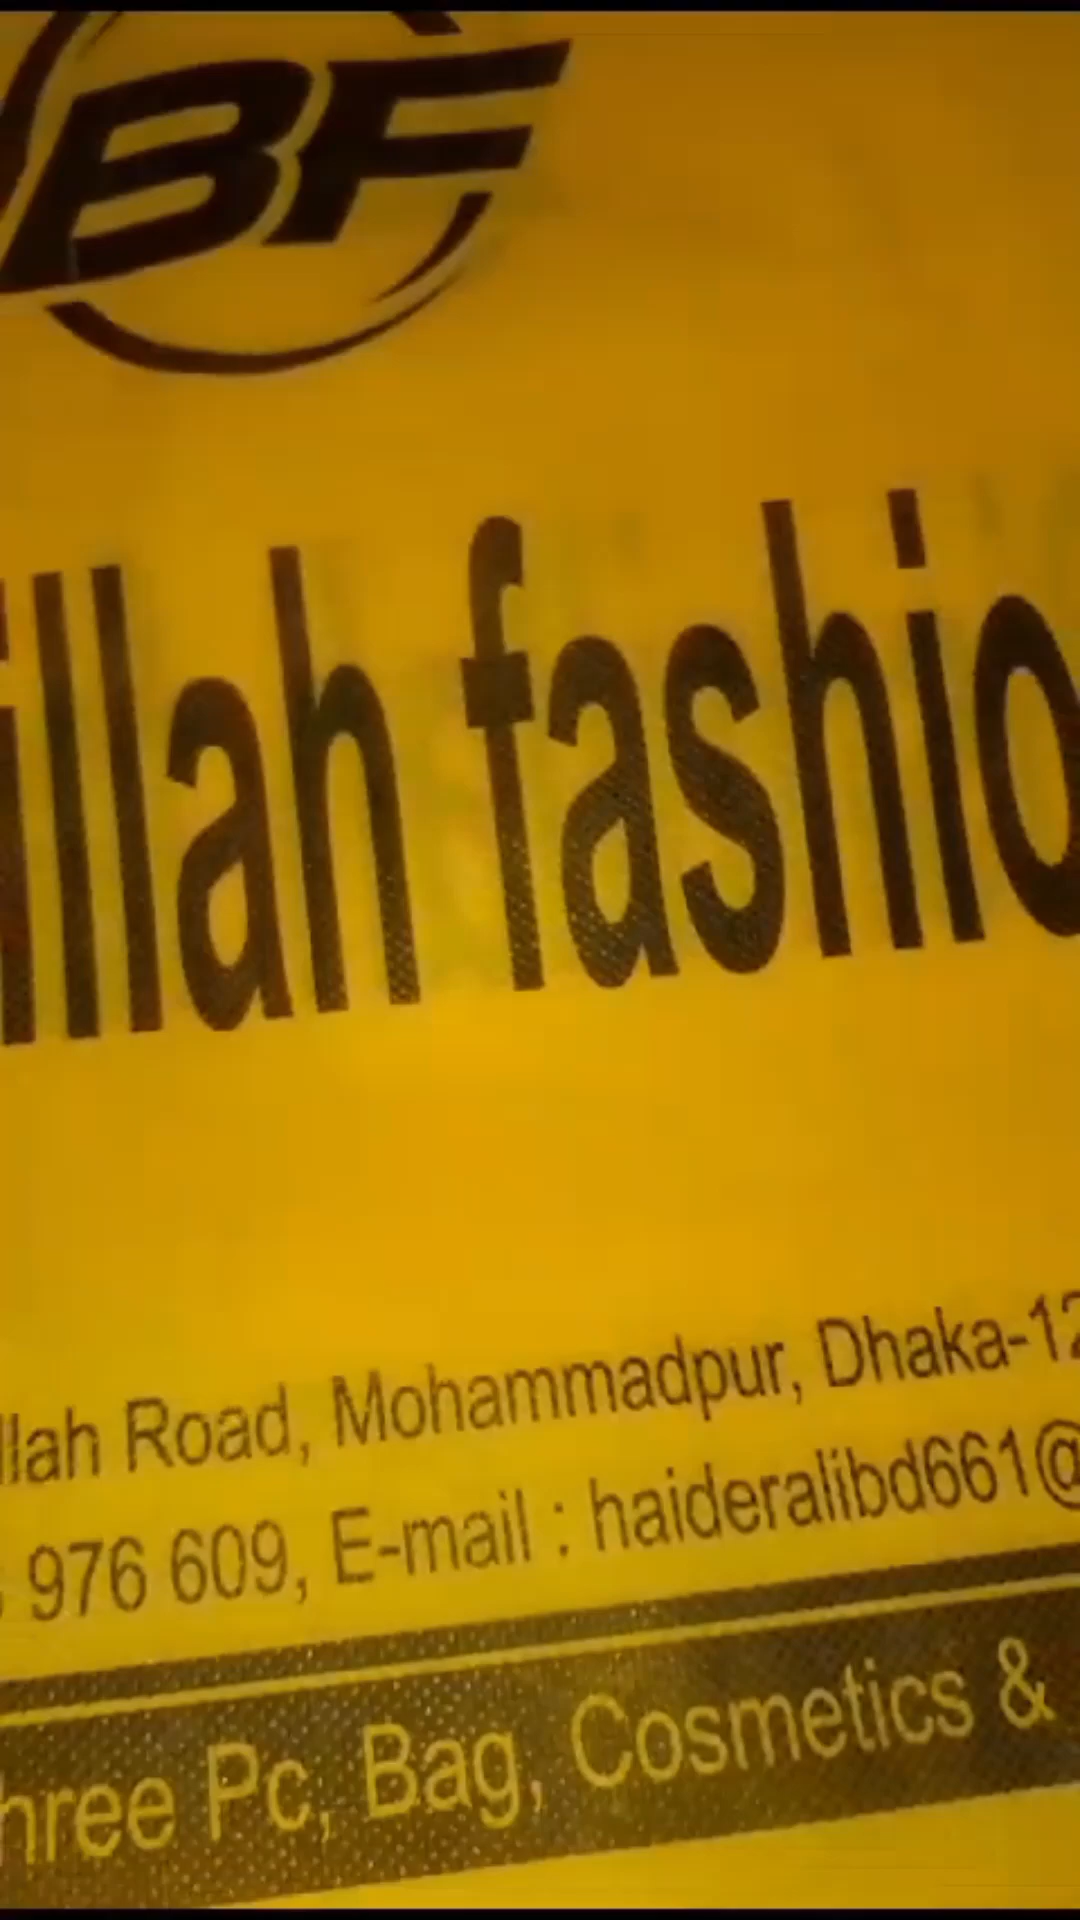 BF
illah fashio
llah Road, Mohammadpur, Dhaka-12
976 609, E-mail : haideralibd661@
hree Pc, Bag, Cosmetics &